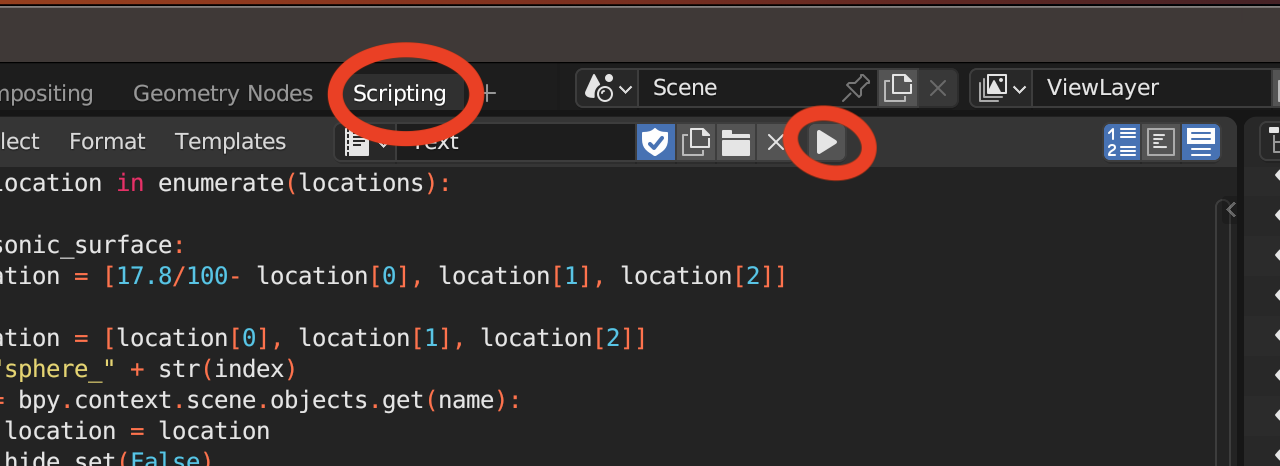 mpositing Geometry Nodes Scripting + Scene ViewLayer
lect Format Templates Text
location in enumerate(locations):
sonic_surface:
ation = [17.8/100- location[0], location[1], location[2]]
ation = [location[0], location[1], location[2]]
"sphere_" + str(index)
= bpy.context.scene.objects.get(name):
location = location
hide_set(False)